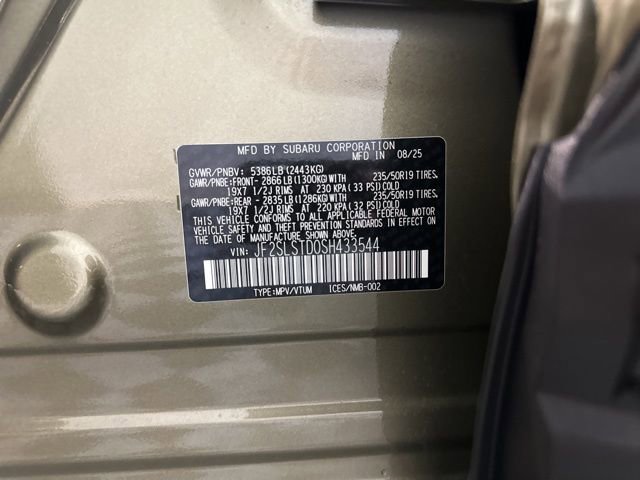 MFD BY SUBARU CORPORATION
MFD IN 08/25
GVWR/PNBV: 5386LB(2443KG)
GAWR/PNBE:FRONT- 2866LB(1300KG)WITH 235/50R19 TIRES
19X7 1/2J RIMS AT 230 KPA(33 PSI)COLD
GAWR/PNBE:REAR - 2835LB(1286KG)WITH 235/50R19 TIRES
19X7 1/2J RIMS AT 220 KPA(32 PSI)COLD
THIS VEHICLE CONFORMS TO ALL APPLICABLE FEDERAL MOTOR
VEHICLE SAFETY AND THEFT PREVENTION STANDARDS IN EFFECT ON
THE DATE OF MANUFACTURE SHOWN ABOVE.
VIN: JF2SLSTD0SH433544
TYPE:MPV/VTUM ICES/NMB-002